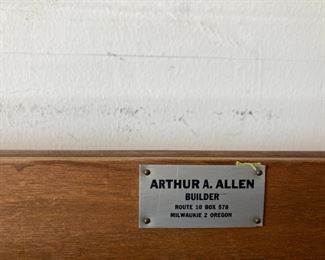 ARTHUR A. ALLEN
BUILDER
ROUTE 10 BOX 578
MILWAUKIE 2 OREGON